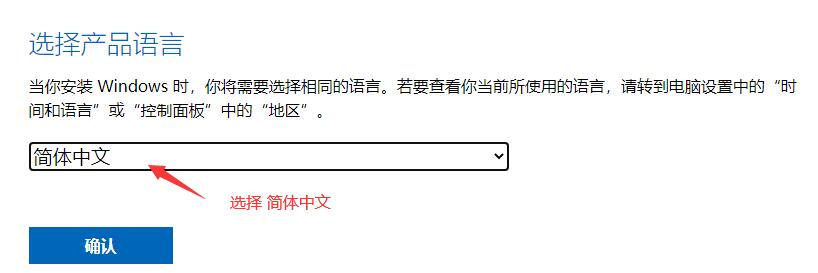 选择产品语言
当你安装 Windows 时，你将需要选择相同的语言。若要查看你当前所使用的语言，请转到电脑设置中的“时
间和语言”或“控制面板”中的“地区”。
简体中文
选择 简体中文
确认